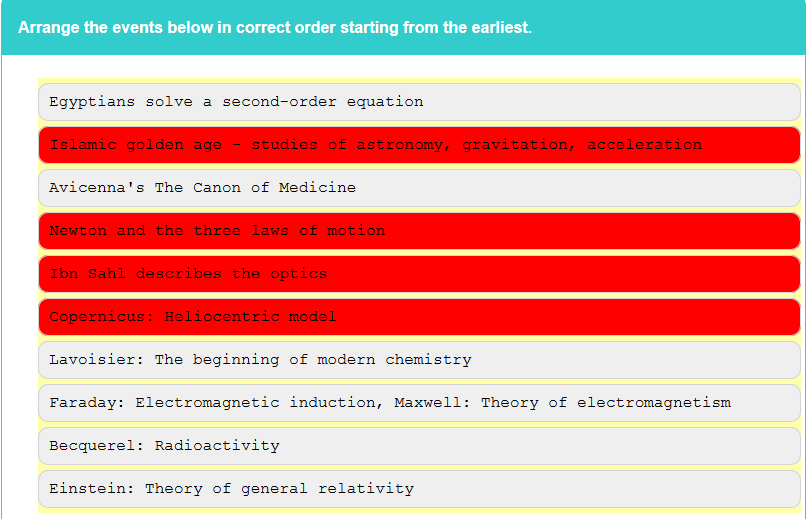 Arrange the events below in correct order starting from the earliest.
Egyptians solve a second-order equation
Islamic golden age - studies of astronomy, gravitation, acceleration
Avicenna's The Canon of Medicine
Newton and the three laws of motion
Ibn Sahl describes the optics
Copernicus: Heliocentric model
Lavoisier: The beginning of modern chemistry
Faraday: Electromagnetic induction, Maxwell: Theory of electromagnetism
Becquerel: Radioactivity
Einstein: Theory of general relativity